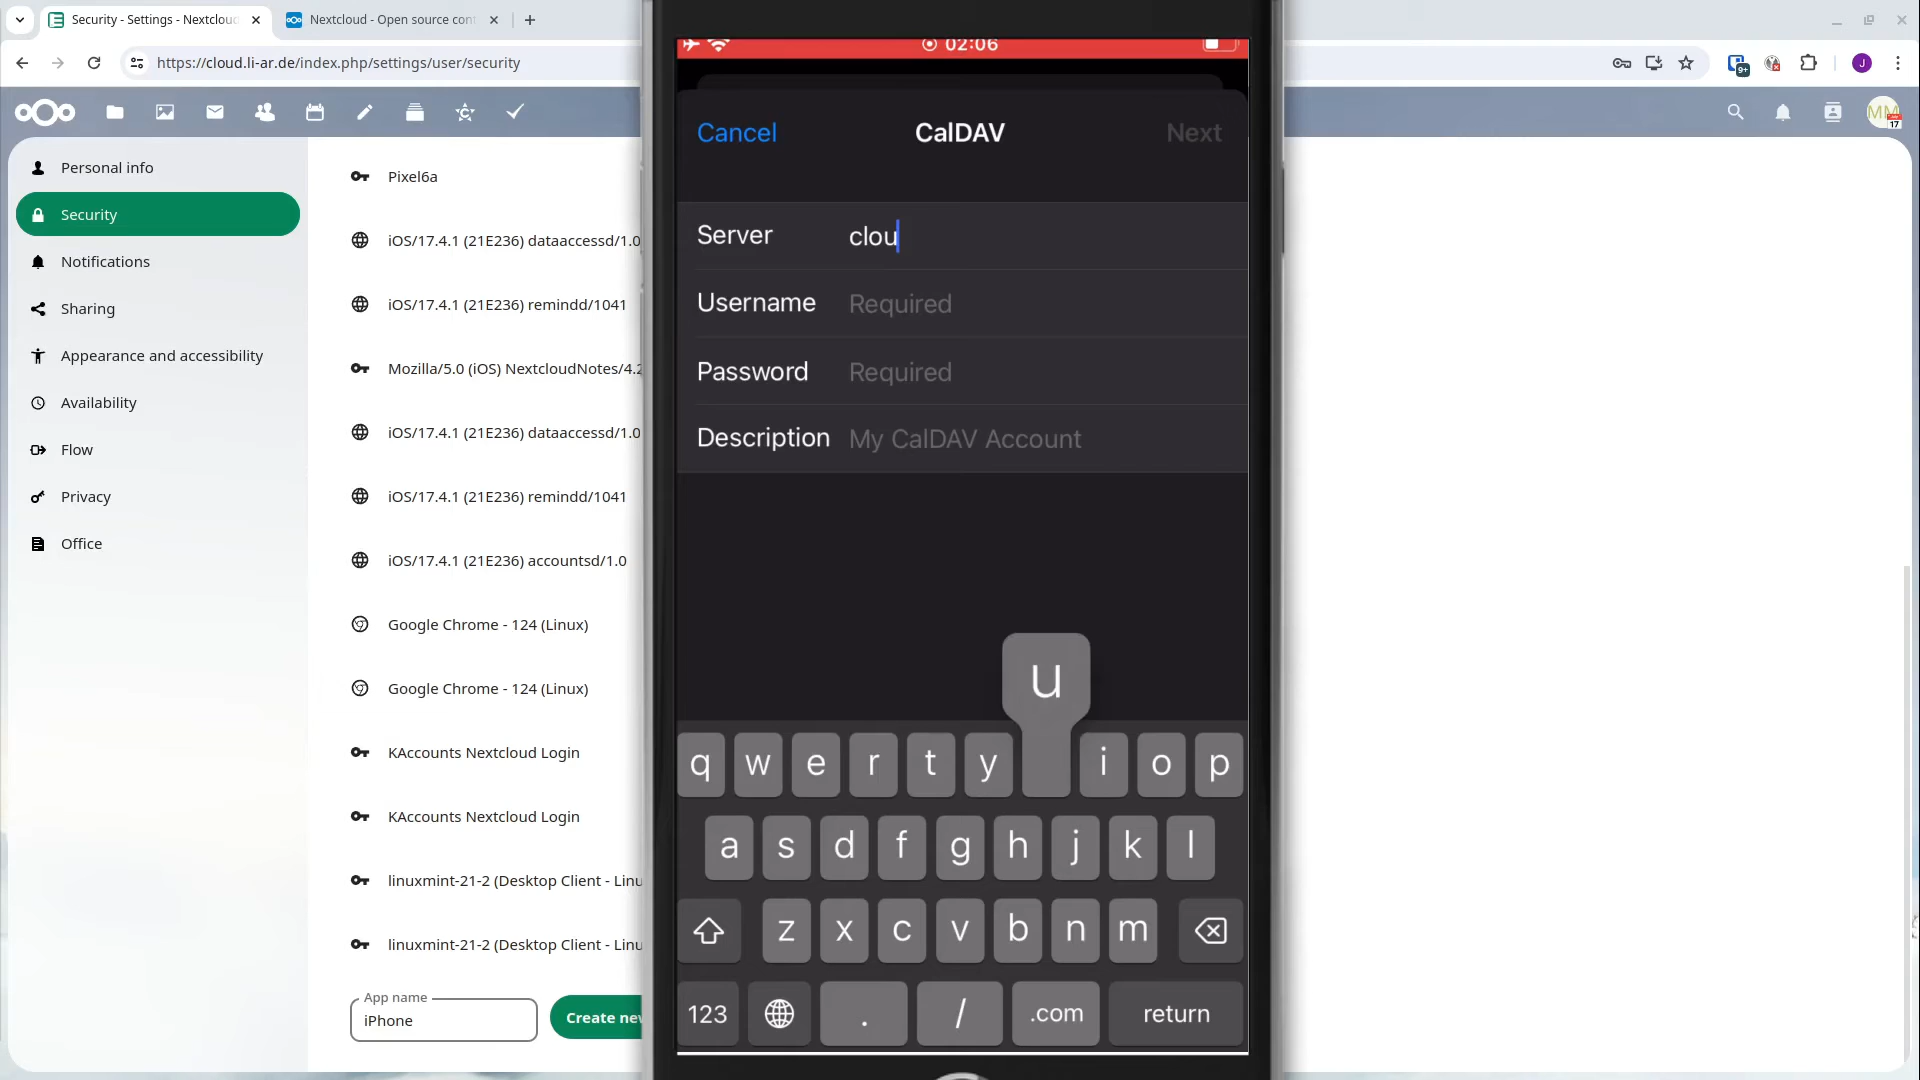 Security - Settings - Nextcloud
Nextcloud - Open source con
https://cloud.li-ar.de/index.php/settings/user/security
9+
J
MM
17
Personal info
Security
Notifications
Sharing
Appearance and accessibility
Availability
Flow
Privacy
Office
Pixel6a
iOS/17.4.1 (21E236) dataaccessd/1.0
iOS/17.4.1 (21E236) remindd/1041
Mozilla/5.0 (iOS) NextcloudNotes/4.2
iOS/17.4.1 (21E236) dataaccessd/1.0
iOS/17.4.1 (21E236) remindd/1041
iOS/17.4.1 (21E236) accountsd/1.0
Google Chrome - 124 (Linux)
Google Chrome - 124 (Linux)
KAccounts Nextcloud Login
KAccounts Nextcloud Login
linuxmint-21-2 (Desktop Client - Linu
linuxmint-21-2 (Desktop Client - Linu
App name
iPhone
Create new
02:06
Cancel CalDAV Next
Server clou
Username Required
Password Required
Description My CalDAV Account
u
q w e r t y i o p
a s d f g h j k l
z x c v b n m
123 . / .com return